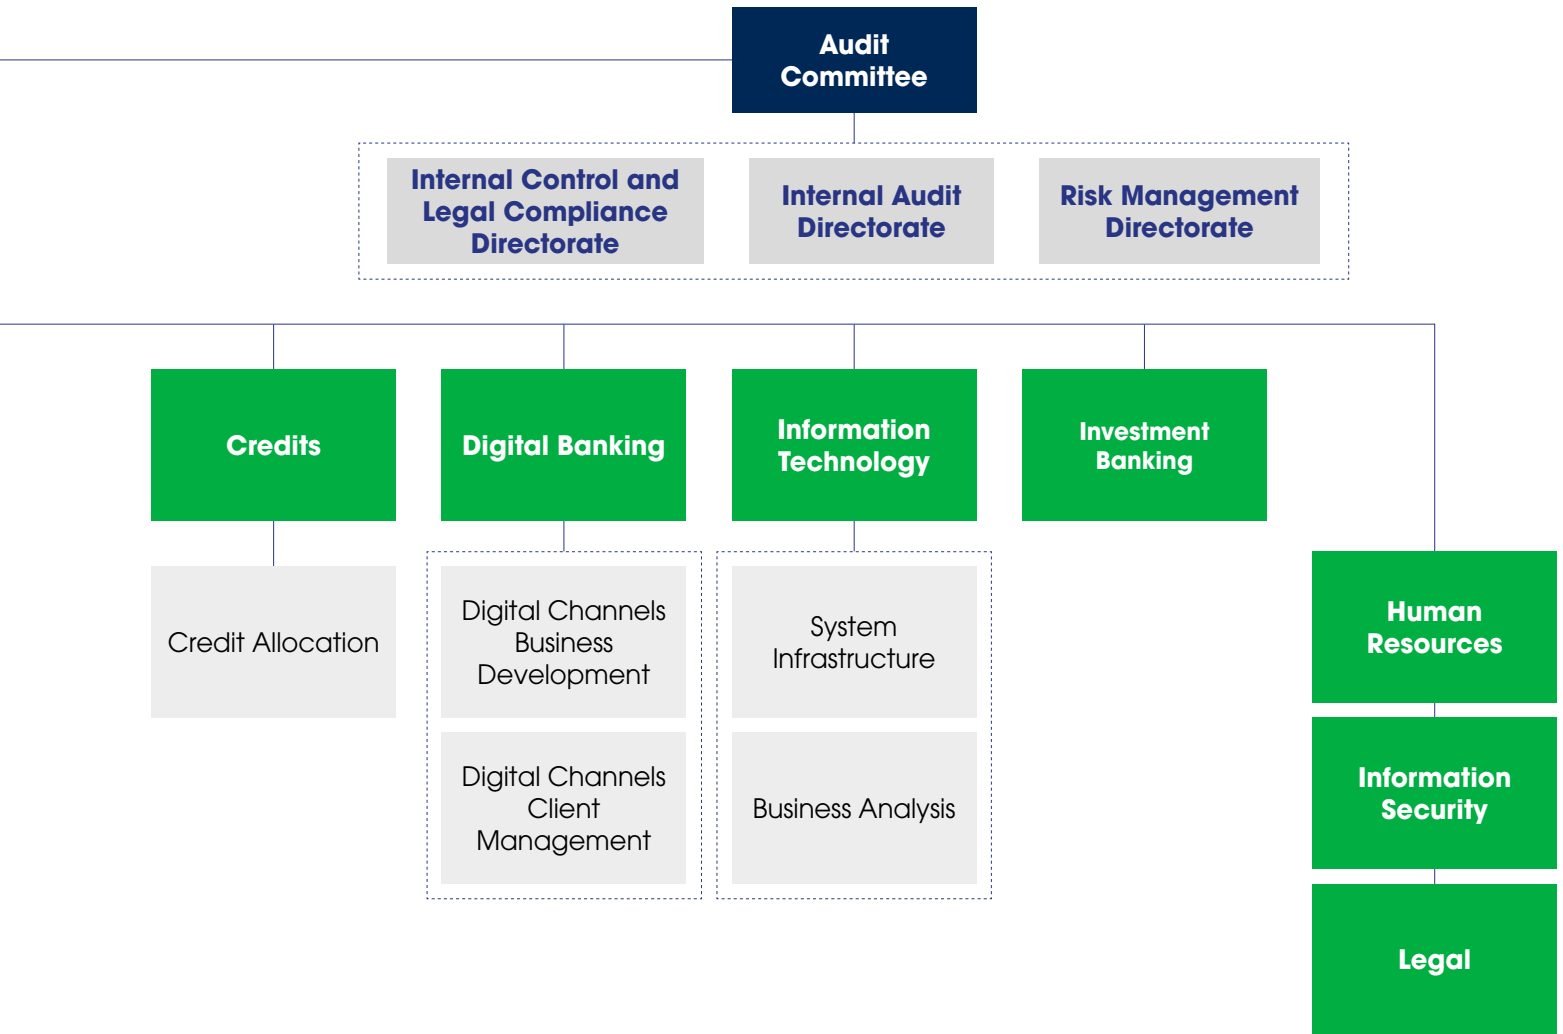 Audit
Committee
Internal Control and
Legal Compliance
Directorate
Internal Audit
Directorate
Risk Management
Directorate
Credits
Digital Banking
Information
Technology
Investment
Banking
Credit Allocation
Digital Channels
Business
Development
System
Infrastructure
Human
Resources
Digital Channels
Client
Management
Business Analysis
Information
Security
Legal